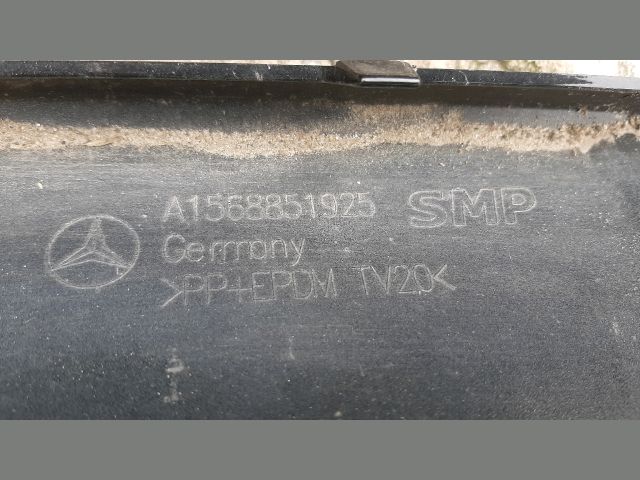 A1568851925 SMP
Germany
>PP+EPDM TV20<